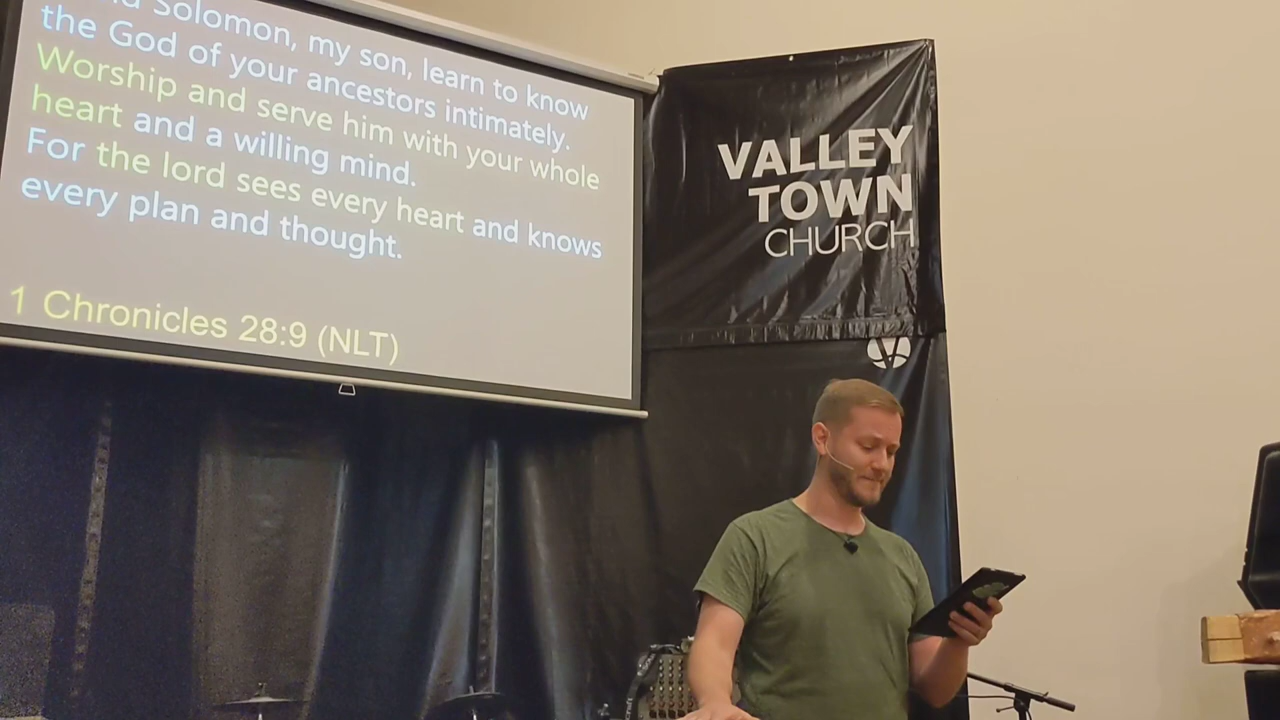 Solomon, my son, learn to know
the God of your ancestors intimately.
Worship and serve him with your whole
heart and a willing mind.
For the lord sees every heart and knows
every plan and thought.
1 Chronicles 28:9 (NLT)
VALLEY
TOWN
CHURCH